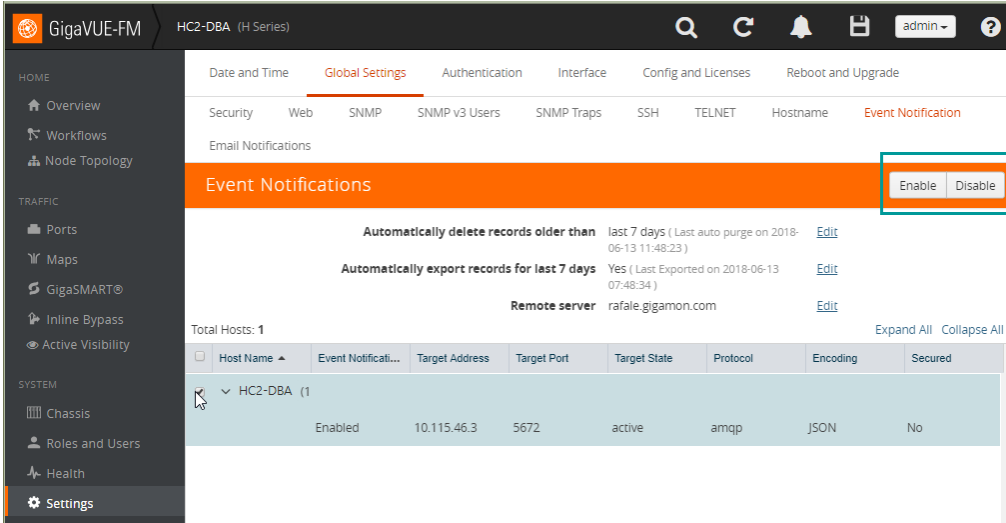 GigaVUE-FM HC2-DBA (H Series) admin ?
HOME
Overview
Workflows
Node Topology
TRAFFIC
Ports
Maps
GigaSMART®
Inline Bypass
Active Visibility
SYSTEM
Chassis
Roles and Users
Health
Settings
Date and Time Global Settings Authentication Interface Config and Licenses Reboot and Upgrade
Security Web SNMP SNMP v3 Users SNMP Traps SSH TELNET Hostname Event Notification
Email Notifications
Event Notifications Enable Disable
Automatically delete records older than last 7 days ( Last auto purge on 2018-06-13 11:48:23 ) Edit
Automatically export records for last 7 days Yes ( Last Exported on 2018-06-13 07:48:34 ) Edit
Remote server rafale.gigamon.com Edit
Total Hosts: 1 Expand All Collapse All
Host Name Event Notificati... Target Address Target Port Target State Protocol Encoding Secured
HC2-DBA (1
Enabled 10.115.46.3 5672 active amqp JSON No